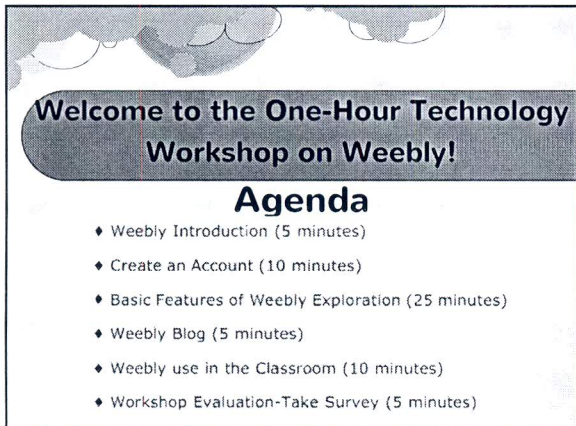 Welcome to the One-Hour Technology
Workshop on Weebly!
Agenda
♦ Weebly Introduction (5 minutes)
♦ Create an Account (10 minutes)
♦ Basic Features of Weebly Exploration (25 minutes)
♦ Weebly Blog (5 minutes)
♦ Weebly use in the Classroom (10 minutes)
♦ Workshop Evaluation-Take Survey (5 minutes)